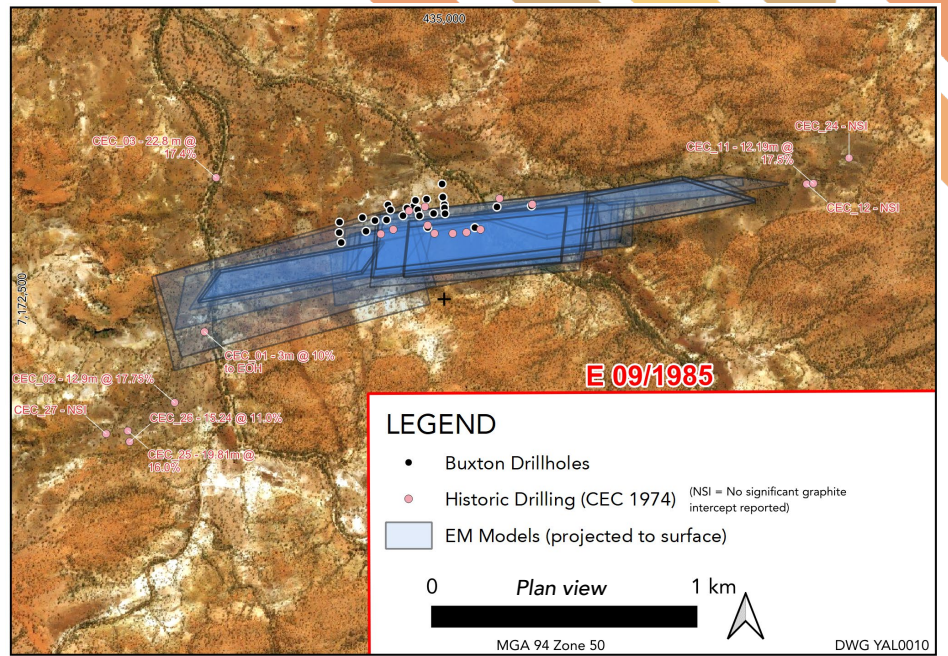 435,000
CEC_24 - NSI
CEC_03 - 22.8 m @
17.4%
CEC_11 - 12.19m @
17.5%
CEC_12 - NSI
7,172,500
CEC_01 - 3m @ 10%
to EOH
E 09/1985
CEC_02 - 12.9m @ 17.75%
CEC_27 - NSI
CEC_26 - 15.24 @ 11.9%
CEC_25 - 19.81m @
16.0%
LEGEND
Buxton Drillholes
Historic Drilling (CEC 1974) (NSI = No significant graphite
intercept reported)
EM Models (projected to surface)
0 Plan view 1 km
MGA 94 Zone 50
DWG YAL0010